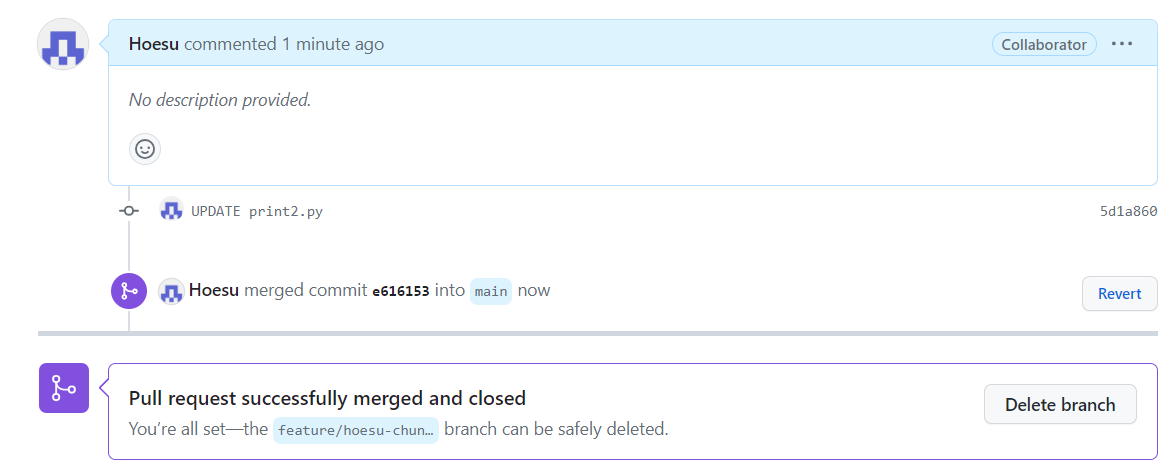 Hoesu commented 1 minute ago Collaborator ...
No description provided.
UPDATE print2.py 5d1a860
Hoesu merged commit e616153 into main now Revert
Pull request successfully merged and closed
You’re all set—the feature/hoesu-chun… branch can be safely deleted. Delete branch